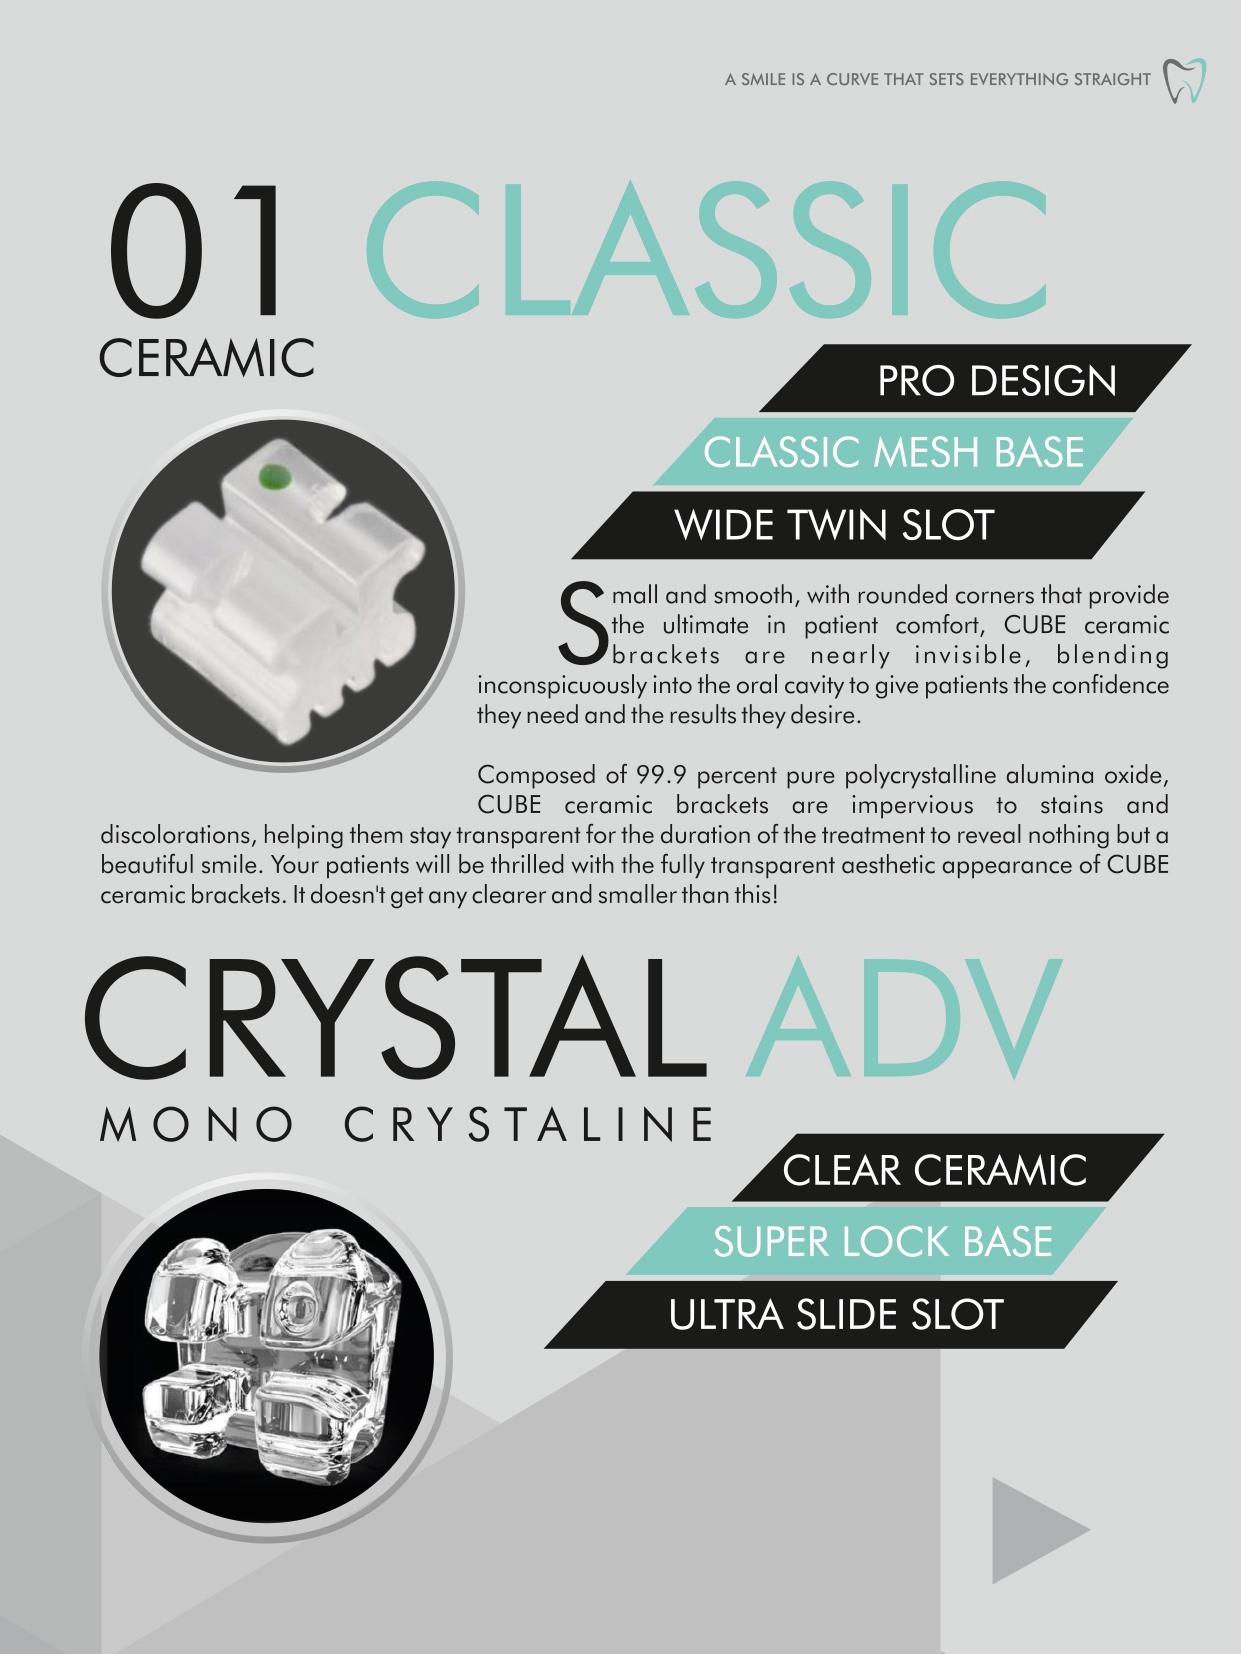 A SMILE IS A CURVE THAT SETS EVERYTHING STRAIGHT
01 CLASSIC
CERAMIC
PRO DESIGN
CLASSIC MESH BASE
WIDE TWIN SLOT
Small and smooth, with rounded corners that provide
the ultimate in patient comfort, CUBE ceramic
brackets are nearly invisible, blending
inconspicuously into the oral cavity to give patients the confidence
they need and the results they desire.
Composed of 99.9 percent pure polycrystalline alumina oxide,
CUBE ceramic brackets are impervious to stains and
discolorations, helping them stay transparent for the duration of the treatment to reveal nothing but a
beautiful smile. Your patients will be thrilled with the fully transparent aesthetic appearance of CUBE
ceramic brackets. It doesn't get any clearer and smaller than this!
CRYSTAL ADV
MONO CRYSTALINE
CLEAR CERAMIC
SUPER LOCK BASE
ULTRA SLIDE SLOT